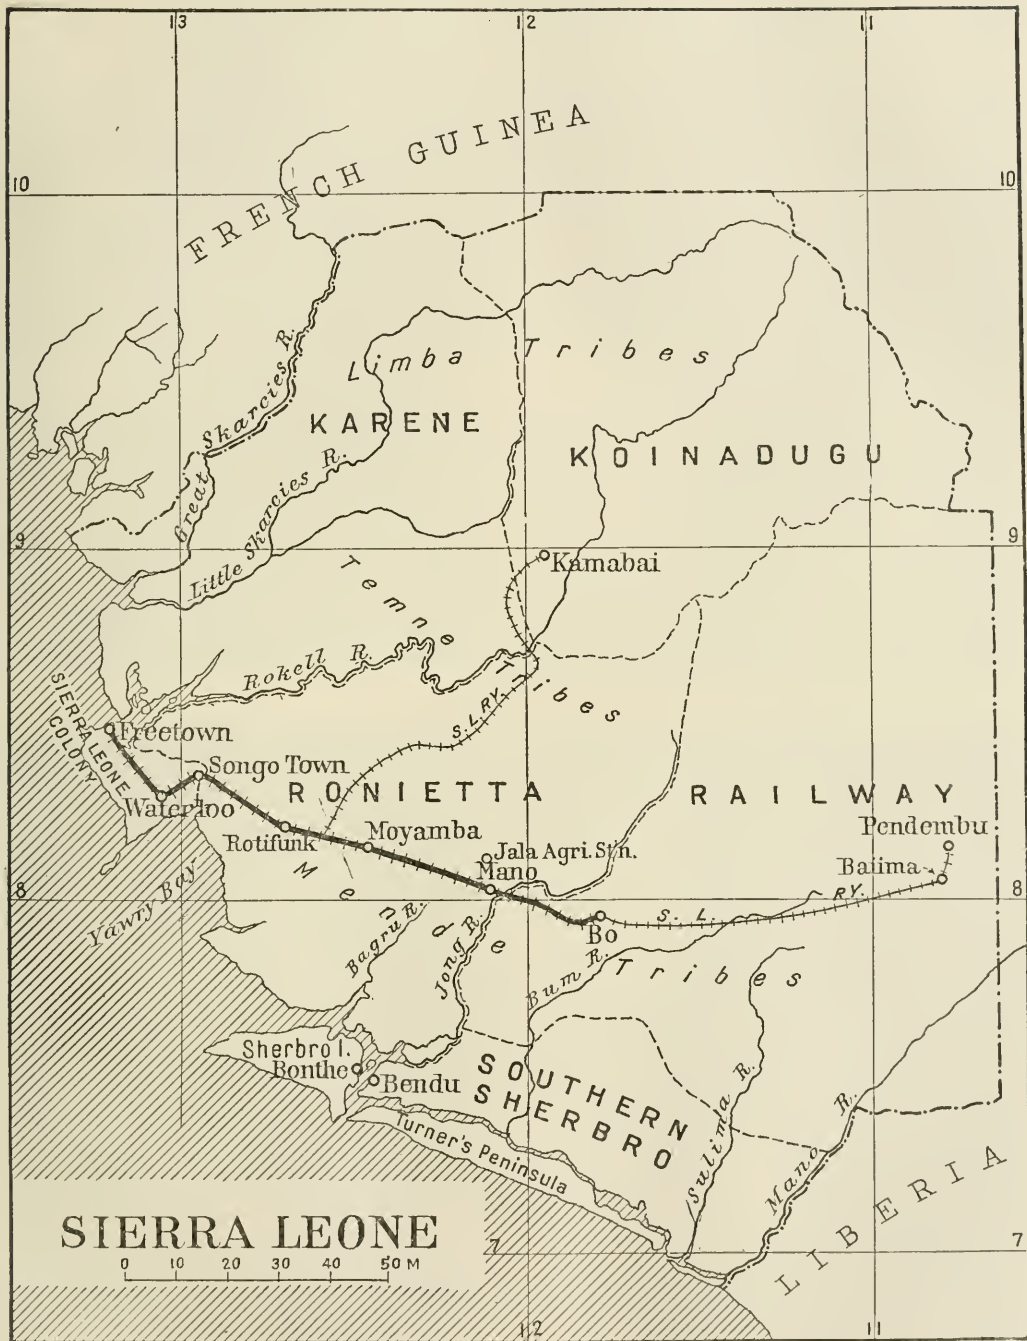 13
12
11
FRENCH GUINEA
10
10
Great Skarcies R.
Limba Tribes
KARENE
KOINADUGU
Little Skarcies R.
9
9
Kamabai
Temne Tribes
Rokell R.
S.L.RY.
SIERRA LEONE
COLONY
Freetown
Songo Town
Waterloo
RONIETTA
RAILWAY
Rotifunk
Moyamba
Pendembu
Jala Agri. St'n.
Baiima
Mano
8
8
Mende Tribes
Yawry Bay
Bagru R.
Jong R.
Bo
S. L. RY.
Bum R.
Sherbro I.
Bonthe
Bendu
SOUTHERN
SHERBRO
Turner's Peninsula
Sulima R.
Mano R.
LIBERIA
SIERRA LEONE
0 10 20 30 40 50 M
7
7
12
11